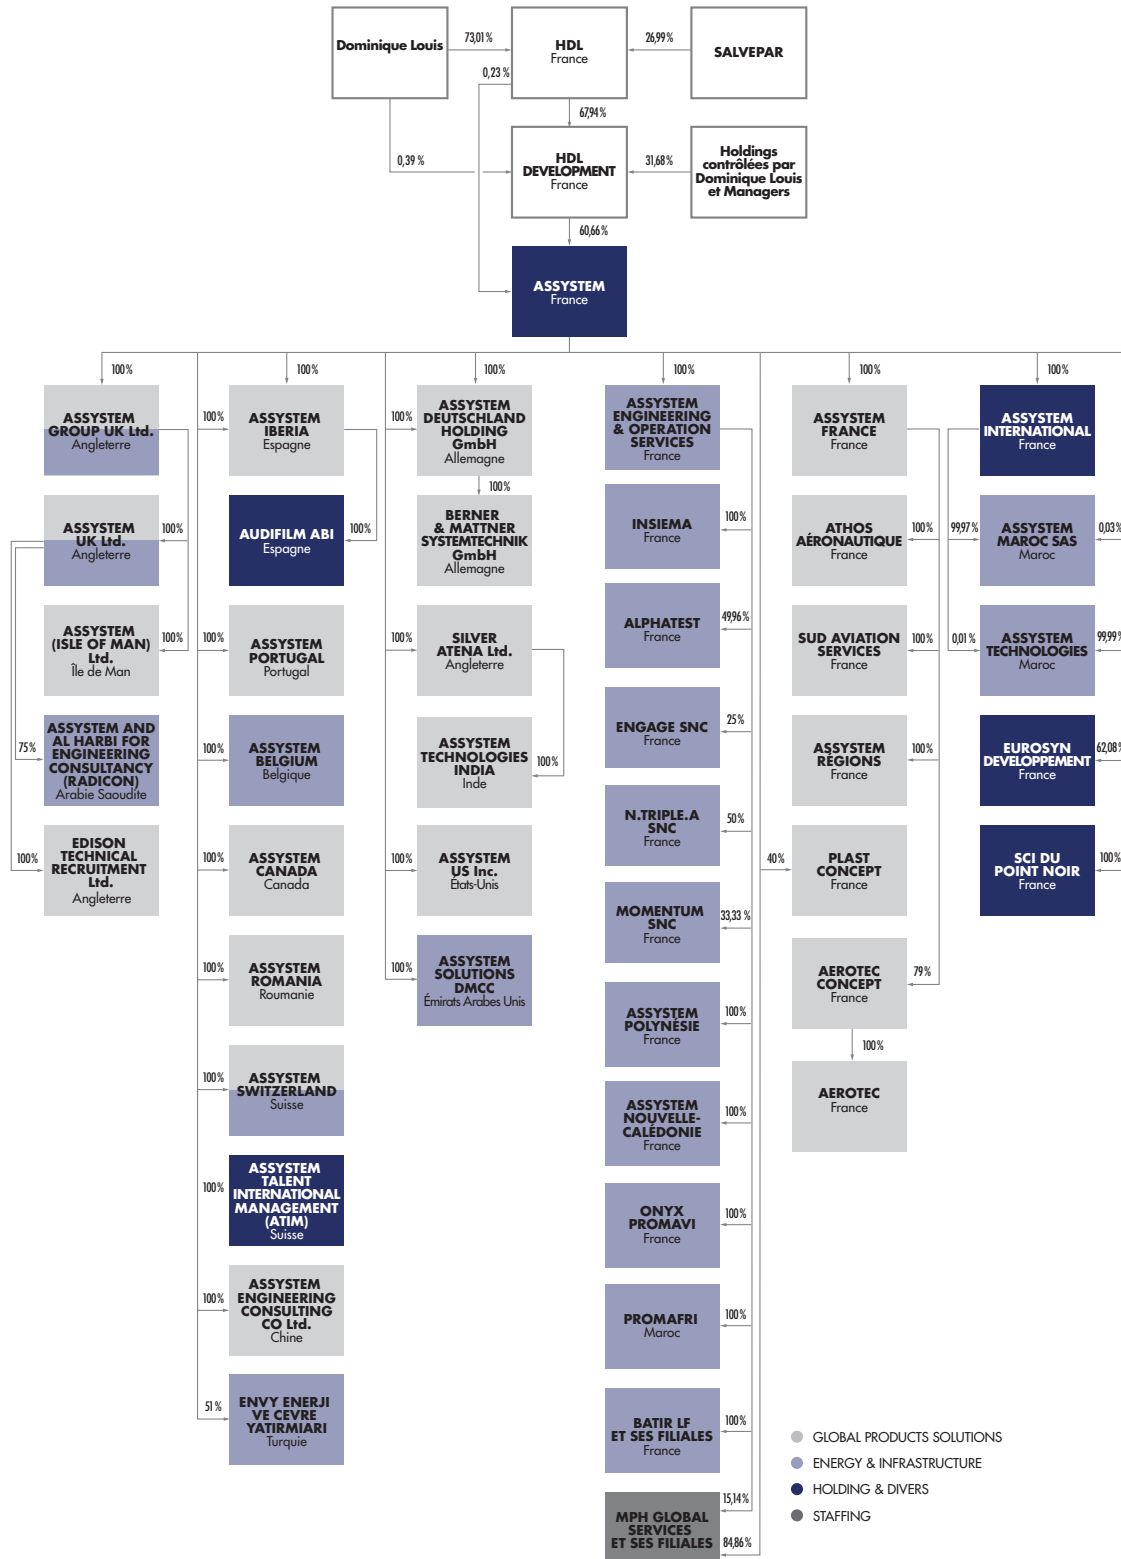 Dominique Louis
73,01 %
HDL
France
26,99 %
SALVEPAR
0,23 %
67,94 %
0,39 %
HDL
DEVELOPMENT
France
31,68 %
Holdings
contrôlées par
Dominique Louis
et Managers
60,66 %
ASSYSTEM
France
100 %
100 %
100 %
100 %
100 %
100 %
ASSYSTEM
GROUP UK Ltd.
Angleterre
100 %
ASSYSTEM
UK Ltd.
Angleterre
100 %
ASSYSTEM
(ISLE OF MAN)
Ltd.
Île de Man
75 %
ASSYSTEM AND
AL HARBI FOR
ENGINEERING
CONSULTANCY
(RADICON)
Arabie Saoudite
100 %
EDISON
TECHNICAL
RECRUITMENT
Ltd.
Angleterre
100 %
ASSYSTEM
IBERIA
Espagne
AUDIFILM ABI
Espagne
100 %
100 %
ASSYSTEM
PORTUGAL
Portugal
100 %
ASSYSTEM
BELGIUM
Belgique
100 %
ASSYSTEM
CANADA
Canada
100 %
ASSYSTEM
ROMANIA
Roumanie
100 %
ASSYSTEM
SWITZERLAND
Suisse
100 %
ASSYSTEM
TALENT
INTERNATIONAL
MANAGEMENT
(ATIM)
Suisse
100 %
ASSYSTEM
ENGINEERING
CONSULTING
CO Ltd.
Chine
51 %
ENVY ENERJI
VE CEVRE
YATIRMIARI
Turquie
100 %
ASSYSTEM
DEUTSCHLAND
HOLDING
GmbH
Allemagne
100 %
BERNER
& MATTNER
SYSTEMTECHNIK
GmbH
Allemagne
100 %
SILVER
ATENA Ltd.
Angleterre
ASSYSTEM
TECHNOLOGIES
INDIA
Inde
100 %
100 %
ASSYSTEM
US Inc.
États-Unis
100 %
ASSYSTEM
SOLUTIONS
DMCC
Émirats Arabes Unis
ASSYSTEM
ENGINEERING
& OPERATION
SERVICES
France
INSIEMA
France
100 %
ALPHATEST
France
49,96 %
ENGAGE SNC
France
25 %
N.TRIPLE.A
SNC
France
50 %
MOMENTUM
SNC
France
33,33 %
ASSYSTEM
POLYNÉSIE
France
100 %
ASSYSTEM
NOUVELLE-
CALÉDONIE
France
100 %
ONYX
PROMAVI
France
100 %
PROMAFRI
Maroc
100 %
BATIR LF
ET SES FILIALES
France
100 %
MPH GLOBAL
SERVICES
ET SES FILIALES
15,14 %
84,86 %
ASSYSTEM
FRANCE
France
ATHOS
AÉRONAUTIQUE
France
100 %
SUD AVIATION
SERVICES
France
100 %
ASSYSTEM
RÉGIONS
France
100 %
40 %
PLAST
CONCEPT
France
AEROTEC
CONCEPT
France
79 %
100 %
AEROTEC
France
ASSYSTEM
INTERNATIONAL
France
99,97 %
ASSYSTEM
MAROC SAS
Maroc
0,03 %
0,01 %
ASSYSTEM
TECHNOLOGIES
Maroc
99,99 %
EUROSYN
DEVELOPPEMENT
France
62,08 %
SCI DU
POINT NOIR
France
100 %
GLOBAL PRODUCTS SOLUTIONS
ENERGY & INFRASTRUCTURE
HOLDING & DIVERS
STAFFING